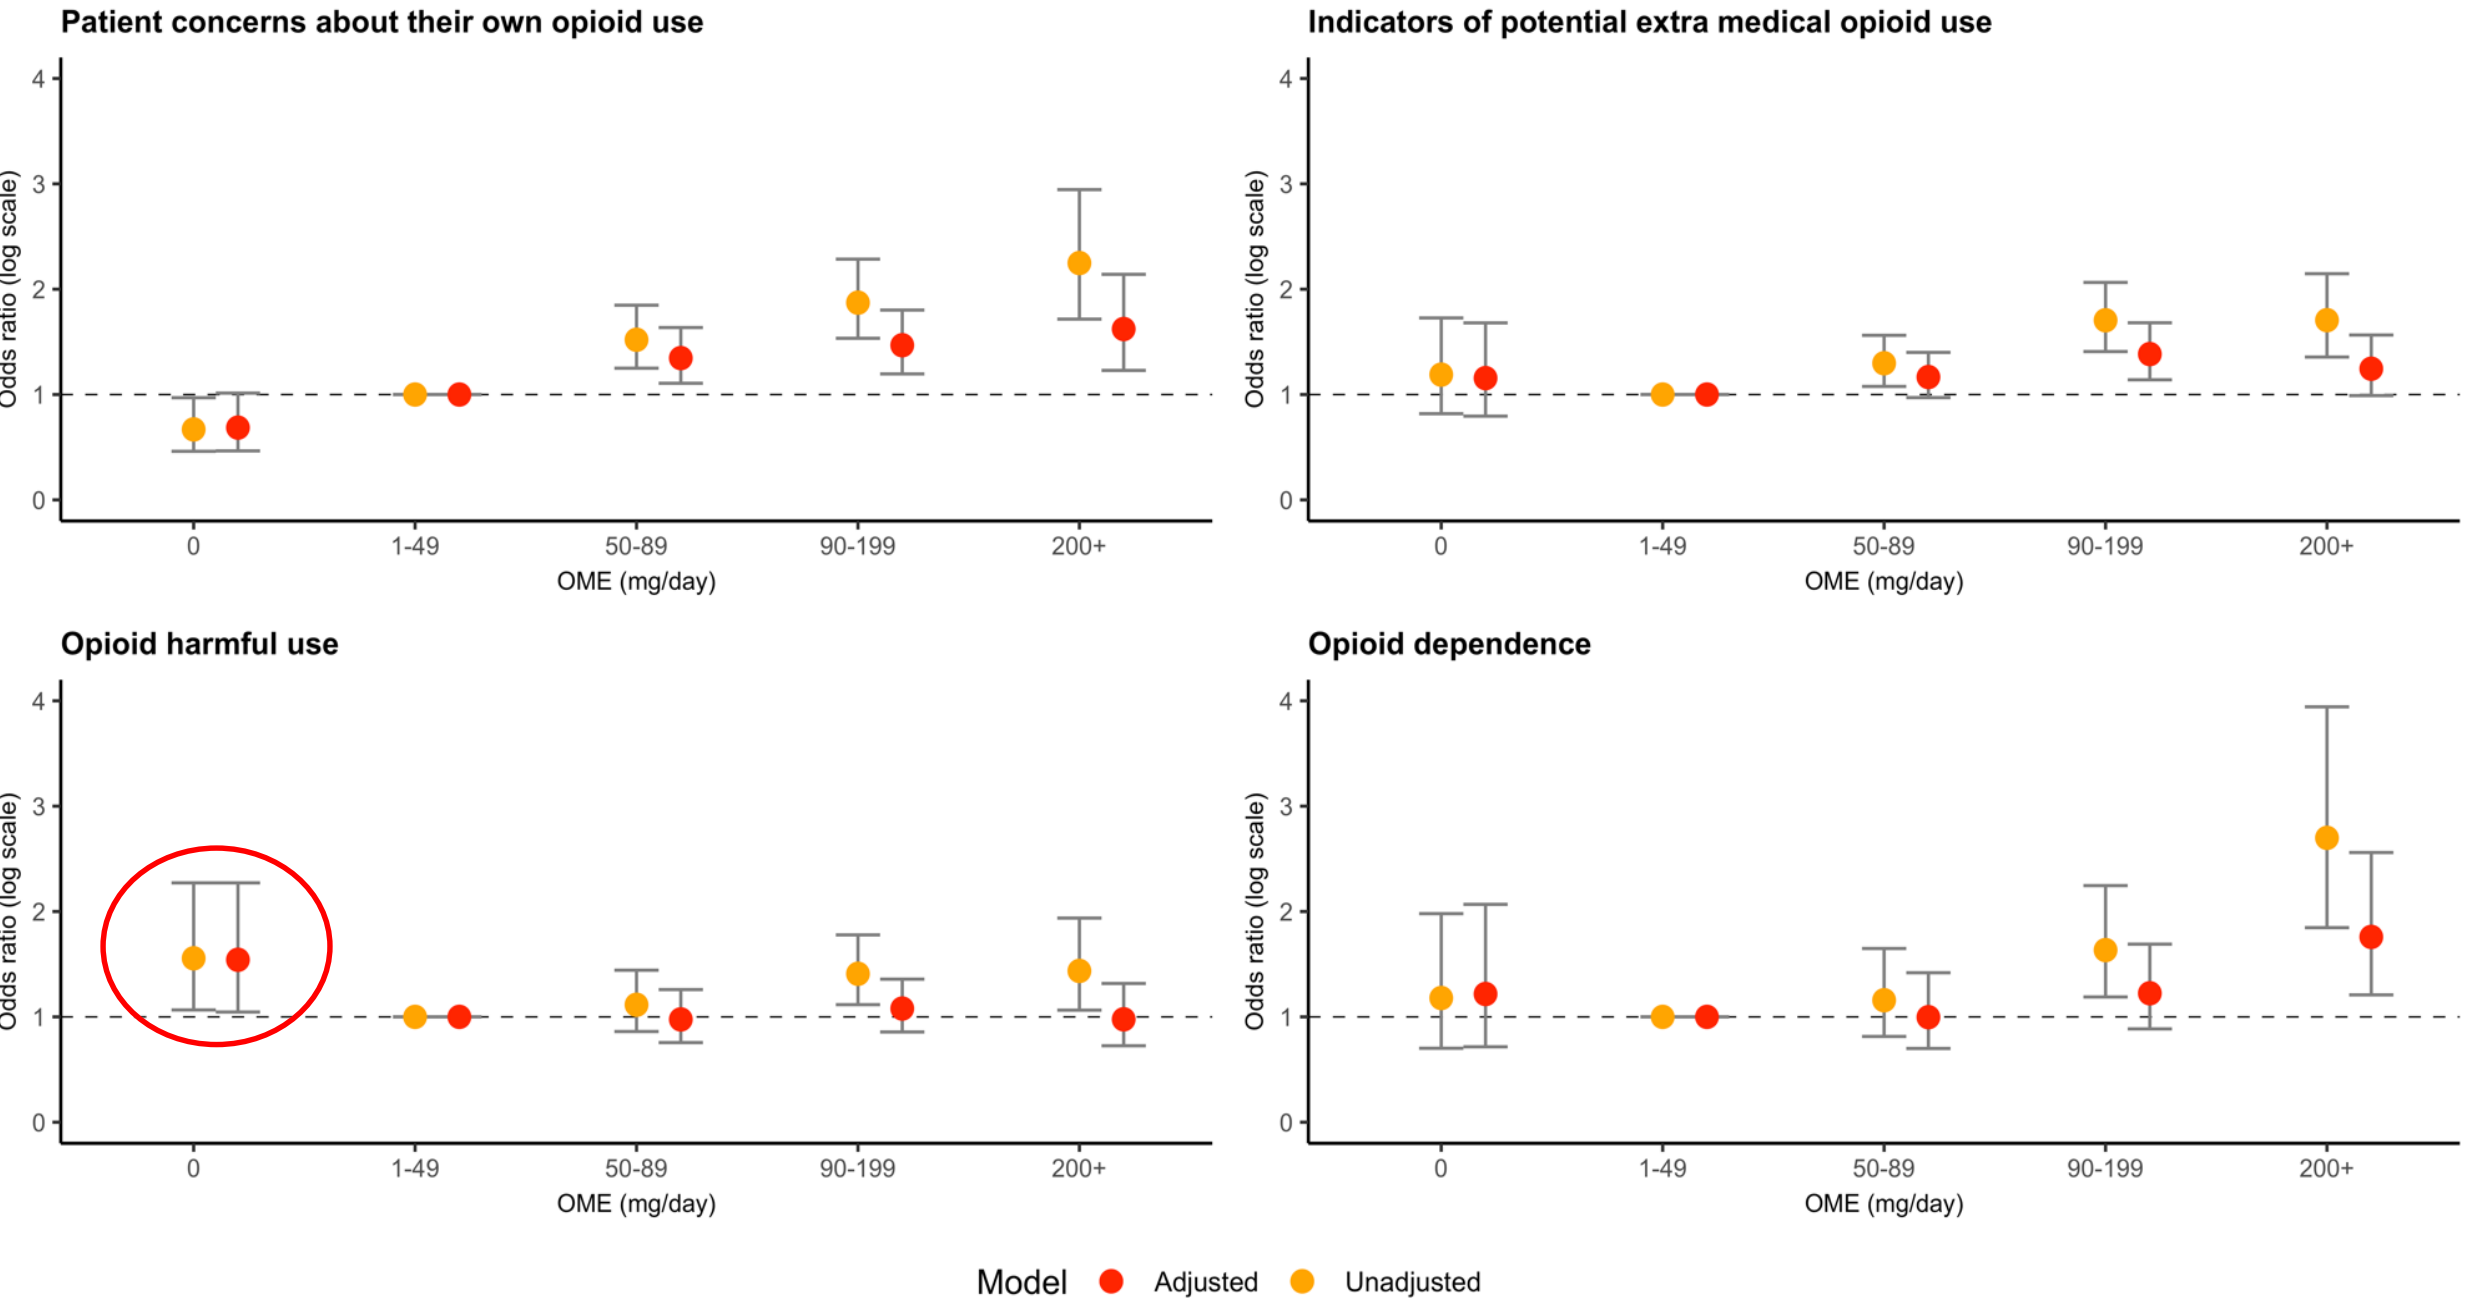 Patient concerns about their own opioid use
Odds ratio (log scale)
4
3
2
1
0
0 1-49 50-89 90-199 200+
OME (mg/day)
Indicators of potential extra medical opioid use
Odds ratio (log scale)
4
3
2
1
0
0 1-49 50-89 90-199 200+
OME (mg/day)
Opioid harmful use
Odds ratio (log scale)
4
3
2
1
0
0 1-49 50-89 90-199 200+
OME (mg/day)
Opioid dependence
Odds ratio (log scale)
4
3
2
1
0
0 1-49 50-89 90-199 200+
OME (mg/day)
Model Adjusted Unadjusted